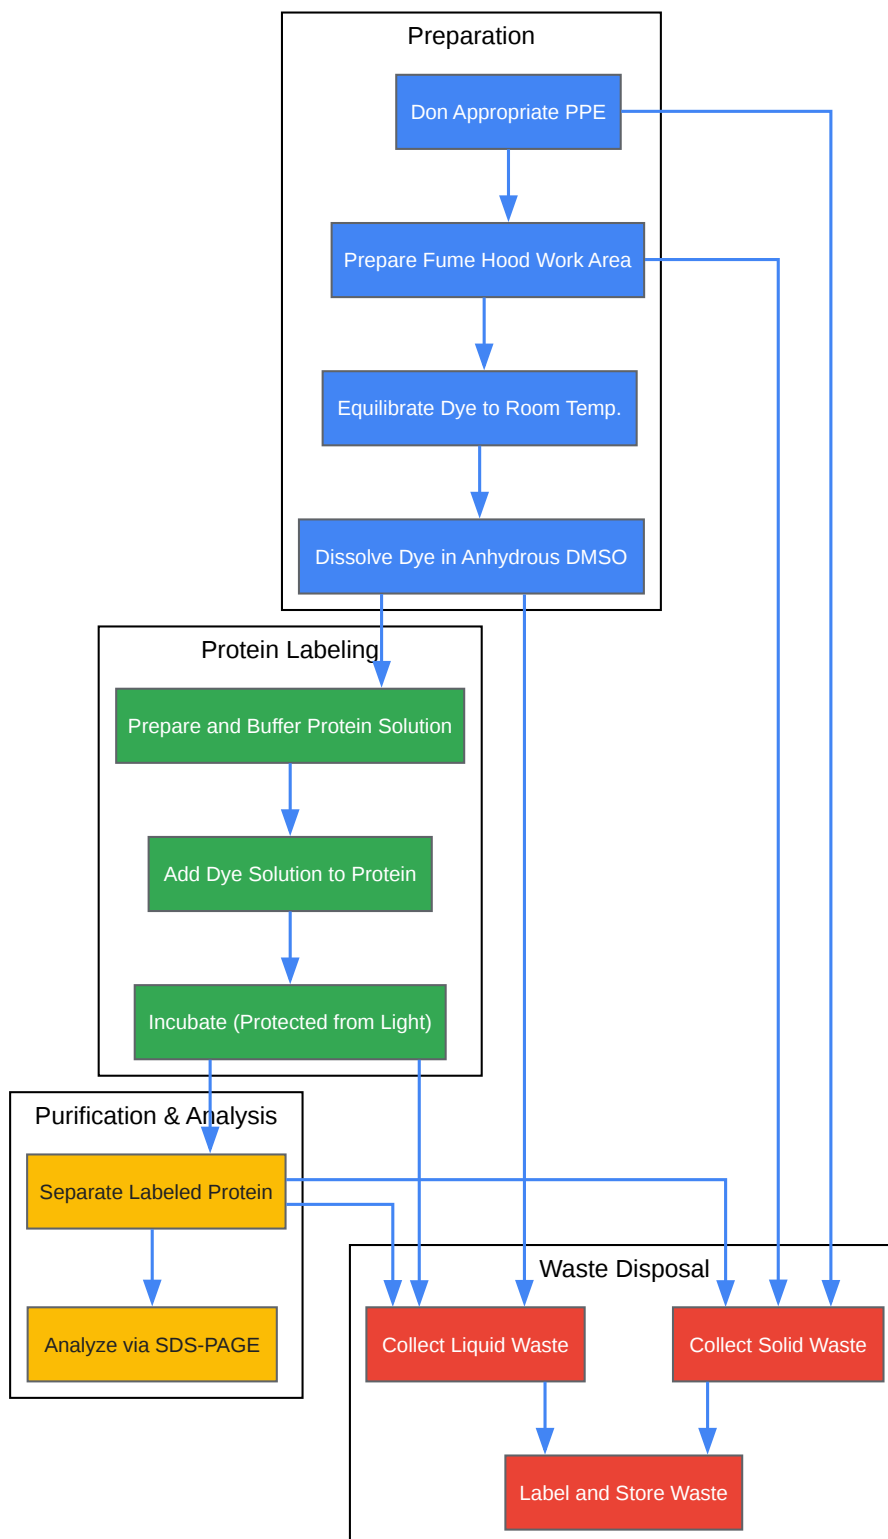 Preparation
Don Appropriate PPE
Prepare Fume Hood Work Area
Equilibrate Dye to Room Temp.
Dissolve Dye in Anhydrous DMSO
Protein Labeling
Prepare and Buffer Protein Solution
Add Dye Solution to Protein
Incubate (Protected from Light)
Purification & Analysis
Separate Labeled Protein
Analyze via SDS-PAGE
Waste Disposal
Collect Liquid Waste
Collect Solid Waste
Label and Store Waste